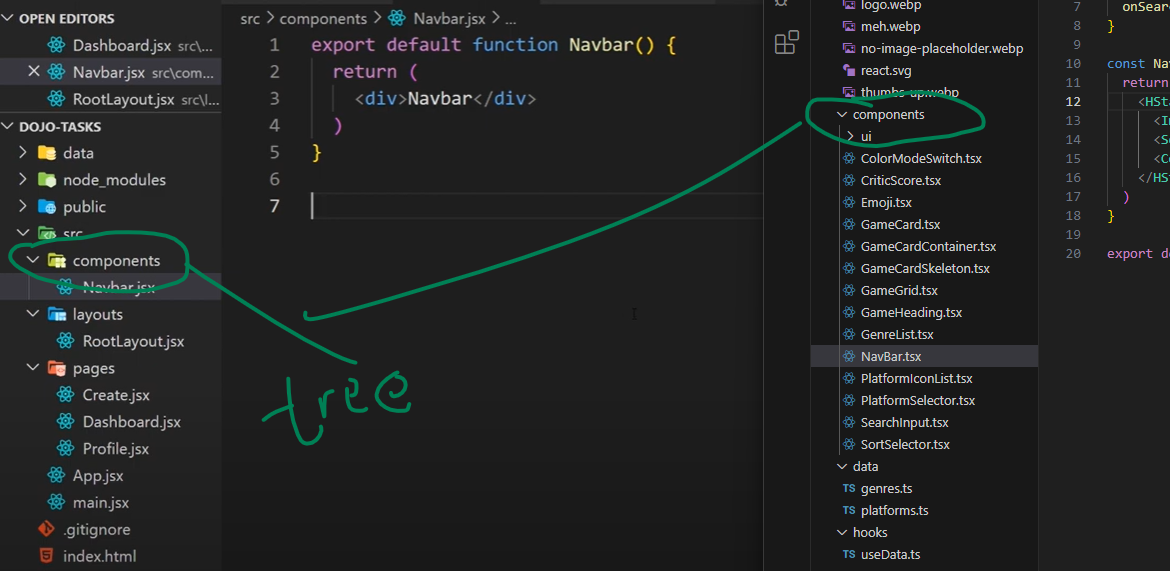 OPEN EDITORS
Dashboard.jsx src\...
Navbar.jsx src\com...
RootLayout.jsx src\l...
DOJO-TASKS
data
node_modules
public
src
components
Navbar.jsx
layouts
RootLayout.jsx
pages
Create.jsx
Dashboard.jsx
Profile.jsx
App.jsx
main.jsx
.gitignore
index.html
src > components > Navbar.jsx > ...
1 export default function Navbar() {
2 return (
3 <div>Navbar</div>
4 )
5 }
6
7
tree
logo.webp
meh.webp
no-image-placeholder.webp
react.svg
thumbs-up.webp
components
ui
ColorModeSwitch.tsx
CriticScore.tsx
Emoji.tsx
GameCard.tsx
GameCardContainer.tsx
GameCardSkeleton.tsx
GameGrid.tsx
GameHeading.tsx
GenreList.tsx
NavBar.tsx
PlatformIconList.tsx
PlatformSelector.tsx
SearchInput.tsx
SortSelector.tsx
data
TS genres.ts
TS platforms.ts
hooks
TS useData.ts
7 onSear
8 }
9
10 const Na
11 return
12 <HSt
13 <I
14 <S
15 <C
16 </HS
17 )
18 }
19
20 export de